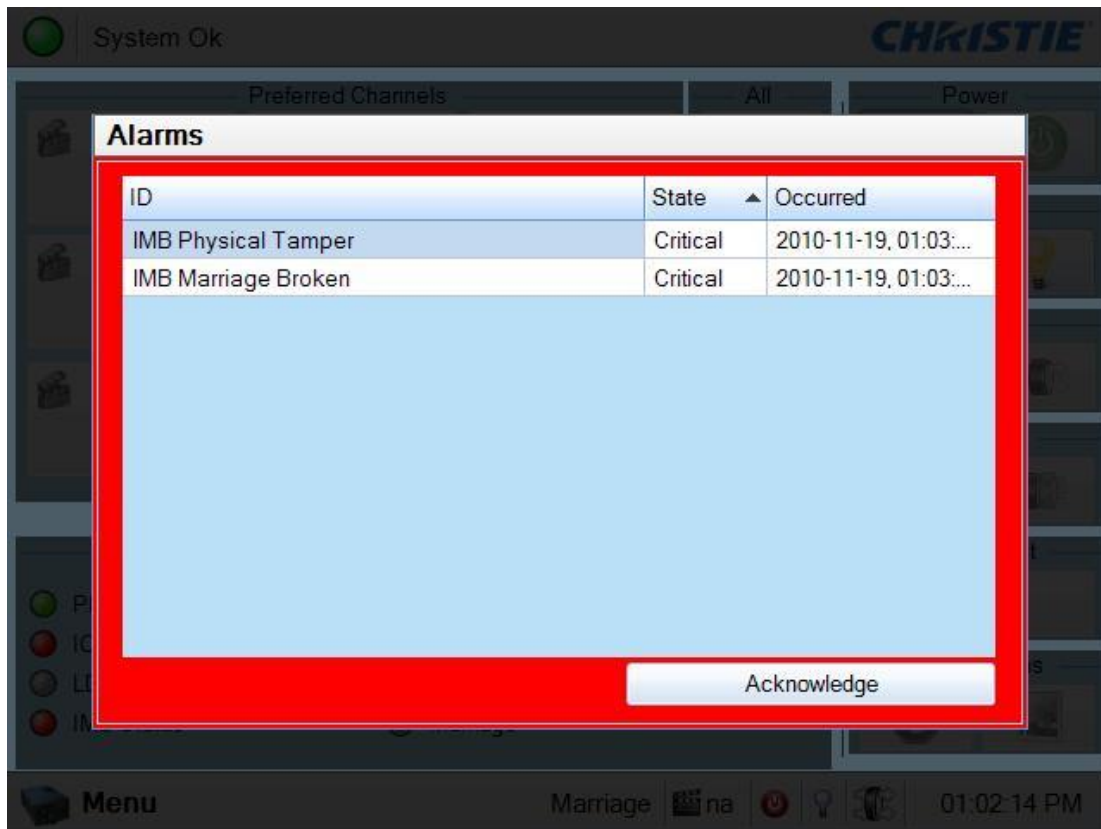 System Ok
CHRISTIE
Preferred Channels
All
Power
Alarms
ID State Occurred
IMB Physical Tamper Critical 2010-11-19, 01:03:...
IMB Marriage Broken Critical 2010-11-19, 01:03:...
Acknowledge
Menu
Marriage na 01:02:14 PM